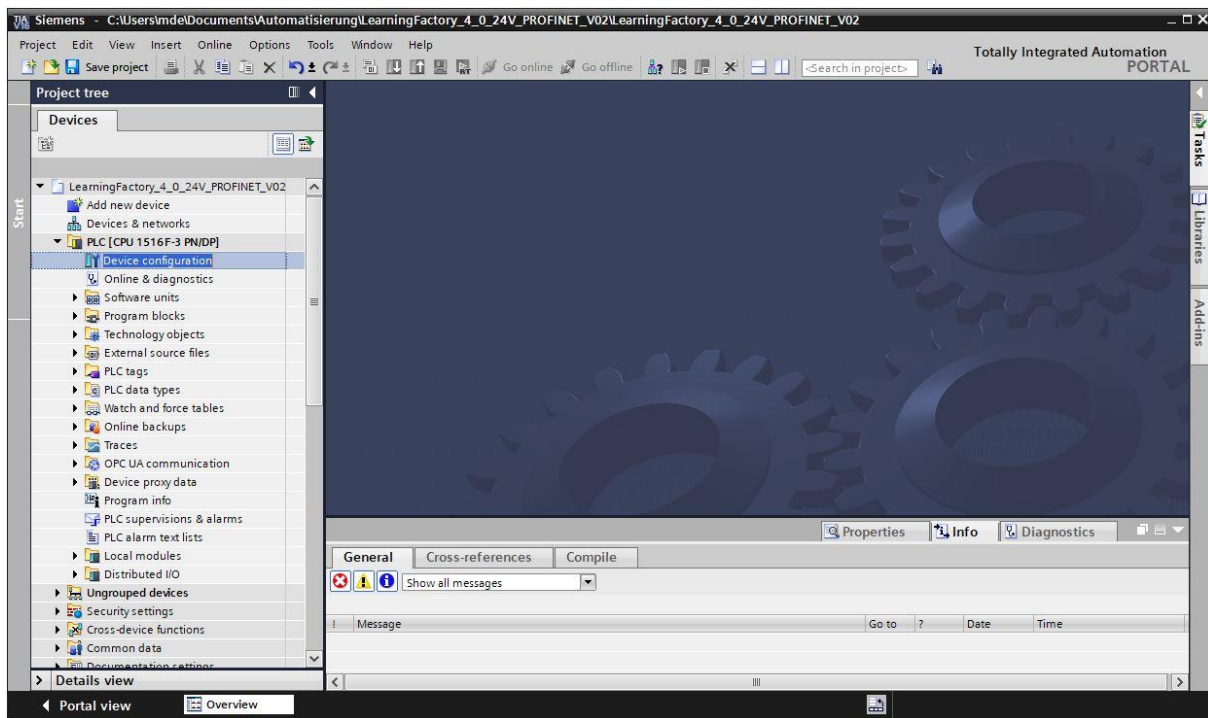 TIA V16 Siemens - C:\Users\mde\Documents\Automatisierung\LearningFactory_4_0_24V_PROFINET_V02\LearningFactory_4_0_24V_PROFINET_V02
Project Edit View Insert Online Options Tools Window Help
Totally Integrated Automation
PORTAL
Save project Go online Go offline <Search in project>
Project tree
Devices
Start
LearningFactory_4_0_24V_PROFINET_V02
Add new device
Devices & networks
PLC [CPU 1516F-3 PN/DP]
Device configuration
Online & diagnostics
Software units
Program blocks
Technology objects
External source files
PLC tags
PLC data types
Watch and force tables
Online backups
Traces
OPC UA communication
Device proxy data
Program info
PLC supervisions & alarms
PLC alarm text lists
Local modules
Distributed I/O
Ungrouped devices
Security settings
Cross-device functions
Common data
Documentation settings
Details view
Tasks
Libraries
Add-ins
Properties Info Diagnostics
General Cross-references Compile
Show all messages
! Message Go to ? Date Time
Portal view Overview